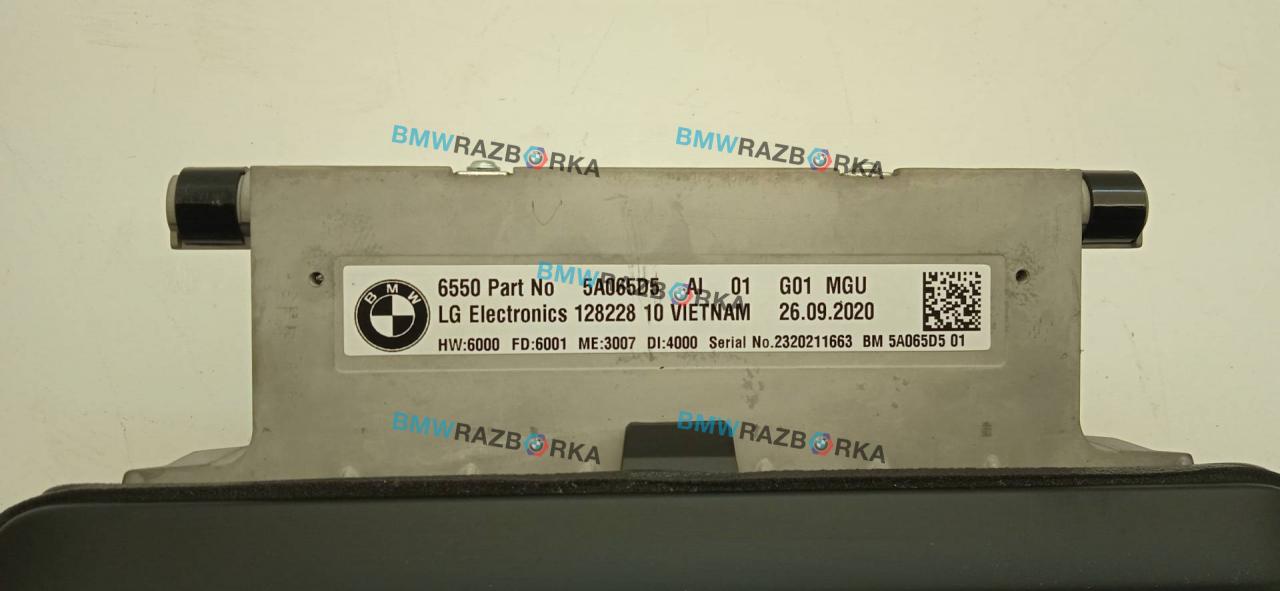 BMWRAZBORKA
BMWRAZBORKA
BMW
6550 Part No 5A065D5 AI 01 G01 MGU
BMWRAZBORKA
LG Electronics 128228 10 VIETNAM 26.09.2020
HW:6000 FD:6001 ME:3007 DI:4000 Serial No.2320211663 BM 5A065D5 01
BMWRAZBORKA
BMWRAZBORKA